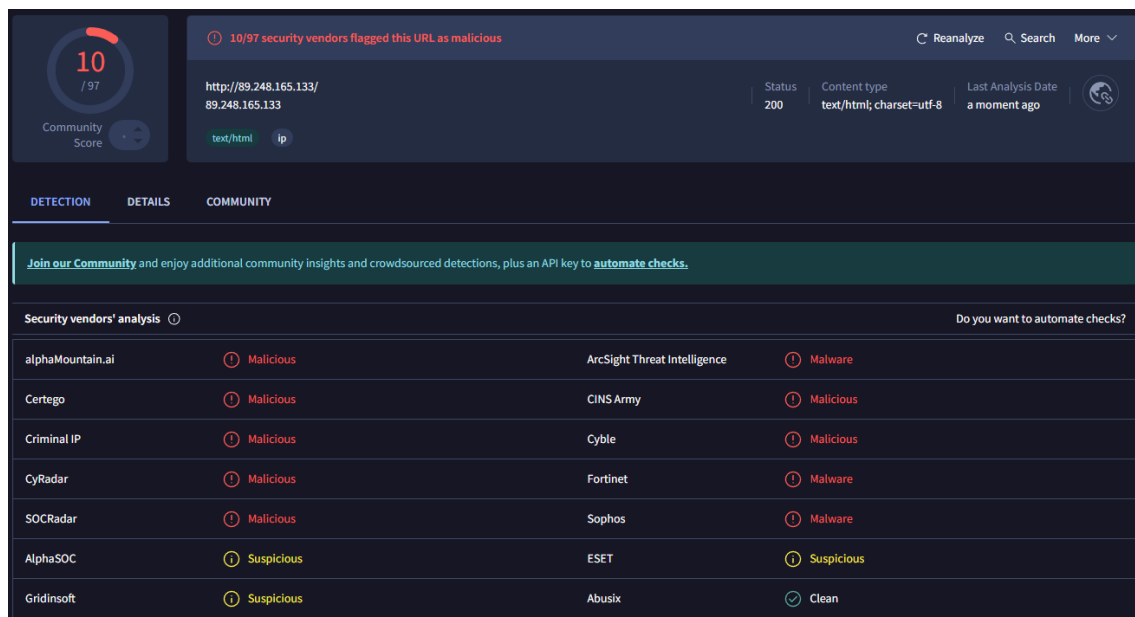 10
/ 97
Community
Score
10/97 security vendors flagged this URL as malicious
Reanalyze
Search
More
http://89.248.165.133/
89.248.165.133
text/html
ip
Status
200
Content type
text/html; charset=utf-8
Last Analysis Date
a moment ago
DETECTION
DETAILS
COMMUNITY
Join our Community and enjoy additional community insights and crowdsourced detections, plus an API key to automate checks.
Security vendors' analysis
Do you want to automate checks?
alphaMountain.ai Malicious ArcSight Threat Intelligence Malware
Certego Malicious CINS Army Malicious
Criminal IP Malicious Cyble Malicious
CyRadar Malicious Fortinet Malware
SOCRadar Malicious Sophos Malware
AlphaSOC Suspicious ESET Suspicious
Gridinsoft Suspicious Abusix Clean